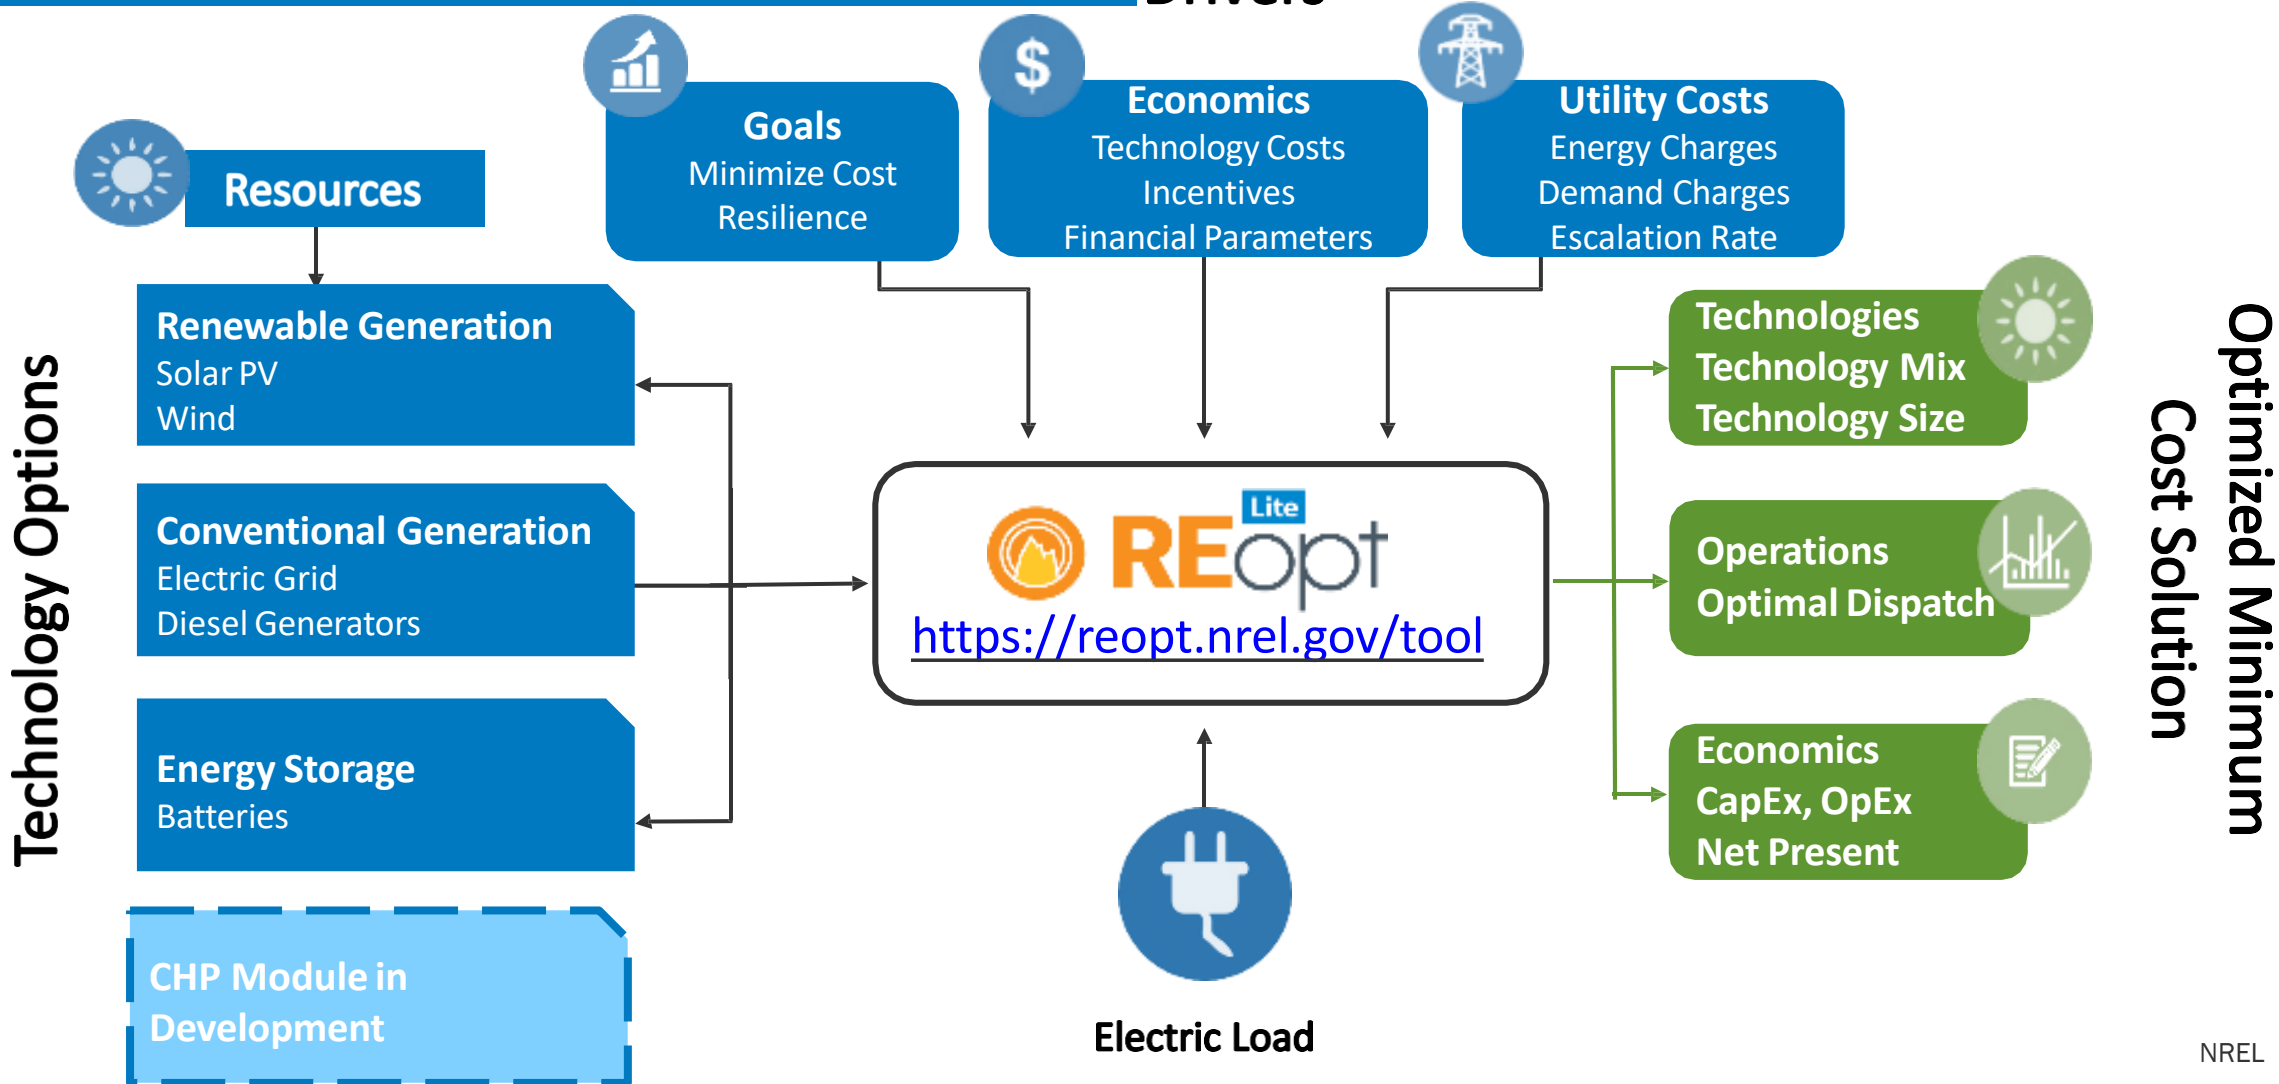 Drivers
Resources
Goals
Minimize Cost
Resilience
$
Economics
Technology Costs
Incentives
Financial Parameters
Utility Costs
Energy Charges
Demand Charges
Escalation Rate
Technology Options
Renewable Generation
Solar PV
Wind
Conventional Generation
Electric Grid
Diesel Generators
Energy Storage
Batteries
CHP Module in
Development
Lite
REopt
https://reopt.nrel.gov/tool
Electric Load
Technologies
Technology Mix
Technology Size
Operations
Optimal Dispatch
Economics
CapEx, OpEx
Net Present
Optimized Minimum
Cost Solution
NREL